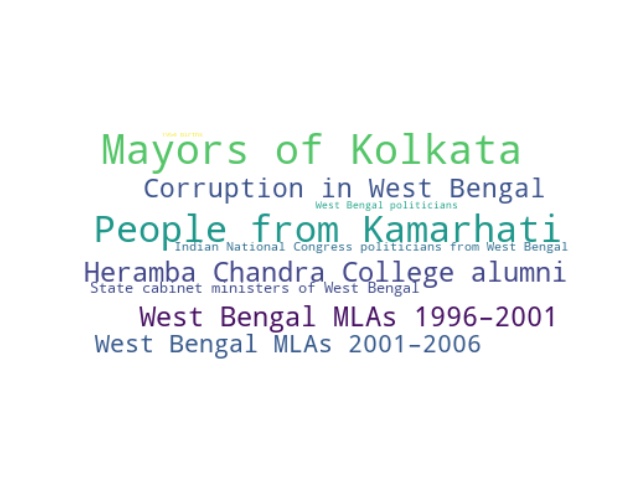 Mayors of Kolkata
Corruption in West Bengal
West Bengal politicians
People from Kamarhati
Indian National Congress politicians from West Bengal
Heramba Chandra College alumni
State cabinet ministers of West Bengal
West Bengal MLAs 1996–2001
West Bengal MLAs 2001–2006